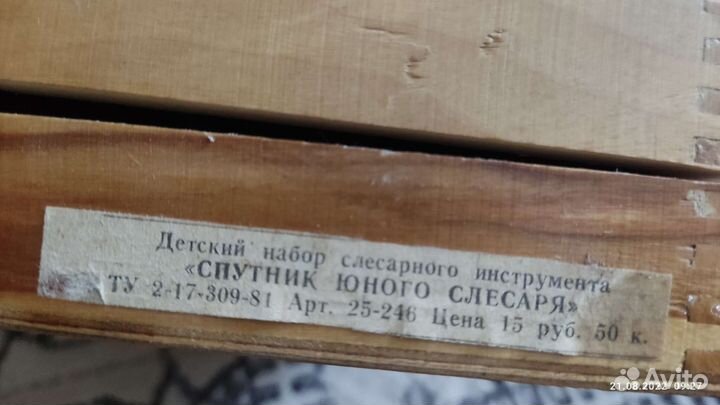 Детский набор слесарного инструмента
«СПУТНИК ЮНОГО СЛЕСАРЯ»
ТУ 2-17-309-81 Арт. 25-246 Цена 15 руб. 50 к.
Avito
21.08.2022 09:27